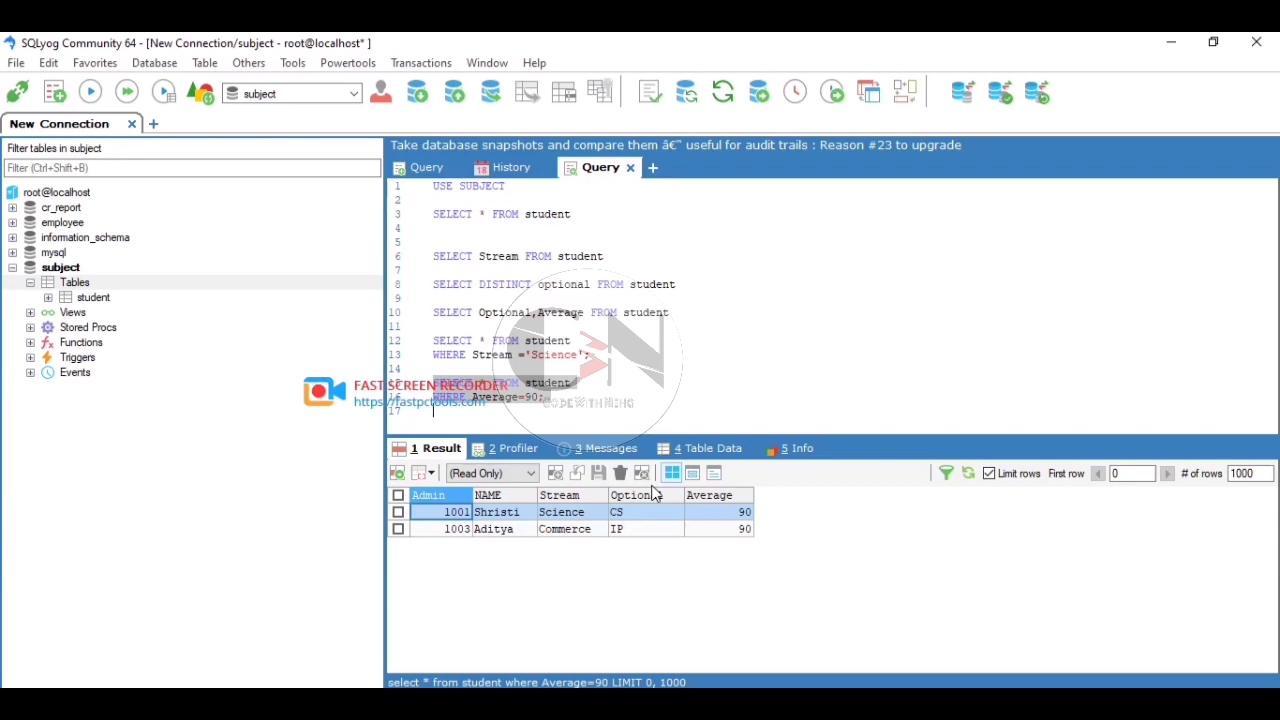 SQLyog Community 64 - [New Connection/subject - root@localhost* ]
File Edit Favorites Database Table Others Tools Powertools Transactions Window Help
subject
New Connection
Filter tables in subject
Filter (Ctrl+Shift+B)
root@localhost
cr_report
employee
information_schema
mysql
subject
Tables
student
Views
Stored Procs
Functions
Triggers
Events
Take database snapshots and compare them â€˜ useful for audit trails : Reason #23 to upgrade
Query History Query
1 USE SUBJECT
2
3 SELECT * FROM student
4
5
6 SELECT Stream FROM student
7
8 SELECT DISTINCT optional FROM student
9
10 SELECT Optional,Average FROM student
11
12 SELECT * FROM student
13 WHERE Stream ='Science';
14
15 SELECT * FROM student
16 WHERE Average=90;
17
FAST SCREEN RECORDER
https://fastpctools.com
CN
CODEWITHNING
1 Result 2 Profiler 3 Messages 4 Table Data 5 Info
(Read Only) Limit rows First row 0 # of rows 1000
Admin NAME Stream Optional Average
1001 Shristi Science CS 90
1003 Aditya Commerce IP 90
select * from student where Average=90 LIMIT 0, 1000